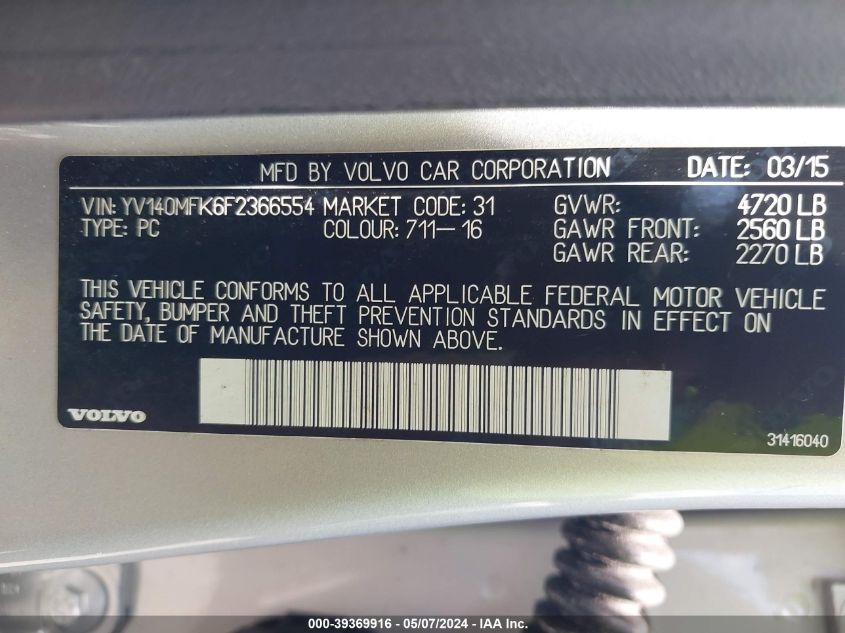 MFD BY VOLVO CAR CORPORATION DATE: 03/15
VIN: YV140MFK6F2366554 MARKET CODE: 31 GVWR: 4720 LB
TYPE: PC COLOUR: 711-16 GAWR FRONT: 2560 LB
GAWR REAR: 2270 LB
THIS VEHICLE CONFORMS TO ALL APPLICABLE FEDERAL MOTOR VEHICLE
SAFETY, BUMPER AND THEFT PREVENTION STANDARDS IN EFFECT ON
THE DATE OF MANUFACTURE SHOWN ABOVE.
VOLVO
31416040
000-39369916 - 05/07/2024 - IAA Inc.